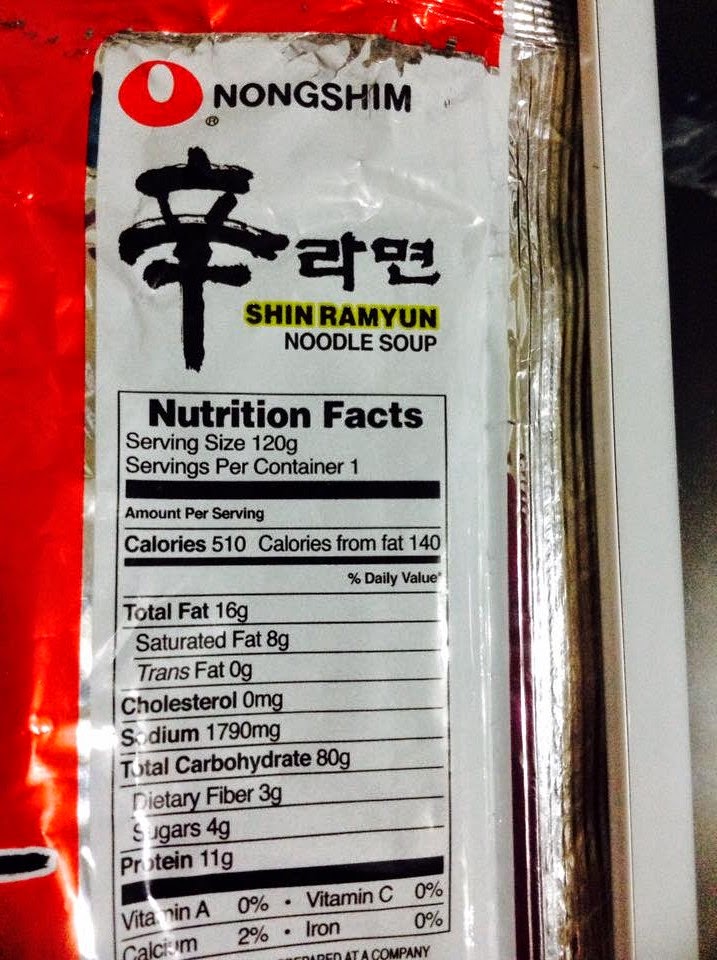 NONGSHIM
®
辛라면
SHIN RAMYUN
NOODLE SOUP
Nutrition Facts
Serving Size 120g
Servings Per Container 1
Amount Per Serving
Calories 510 Calories from fat 140
% Daily Value*
Total Fat 16g
Saturated Fat 8g
Trans Fat 0g
Cholesterol 0mg
Sodium 1790mg
Total Carbohydrate 80g
Dietary Fiber 3g
Sugars 4g
Protein 11g
Vitamin A 0% • Vitamin C 0%
Calcium 2% • Iron 0%
AT A COMPANY